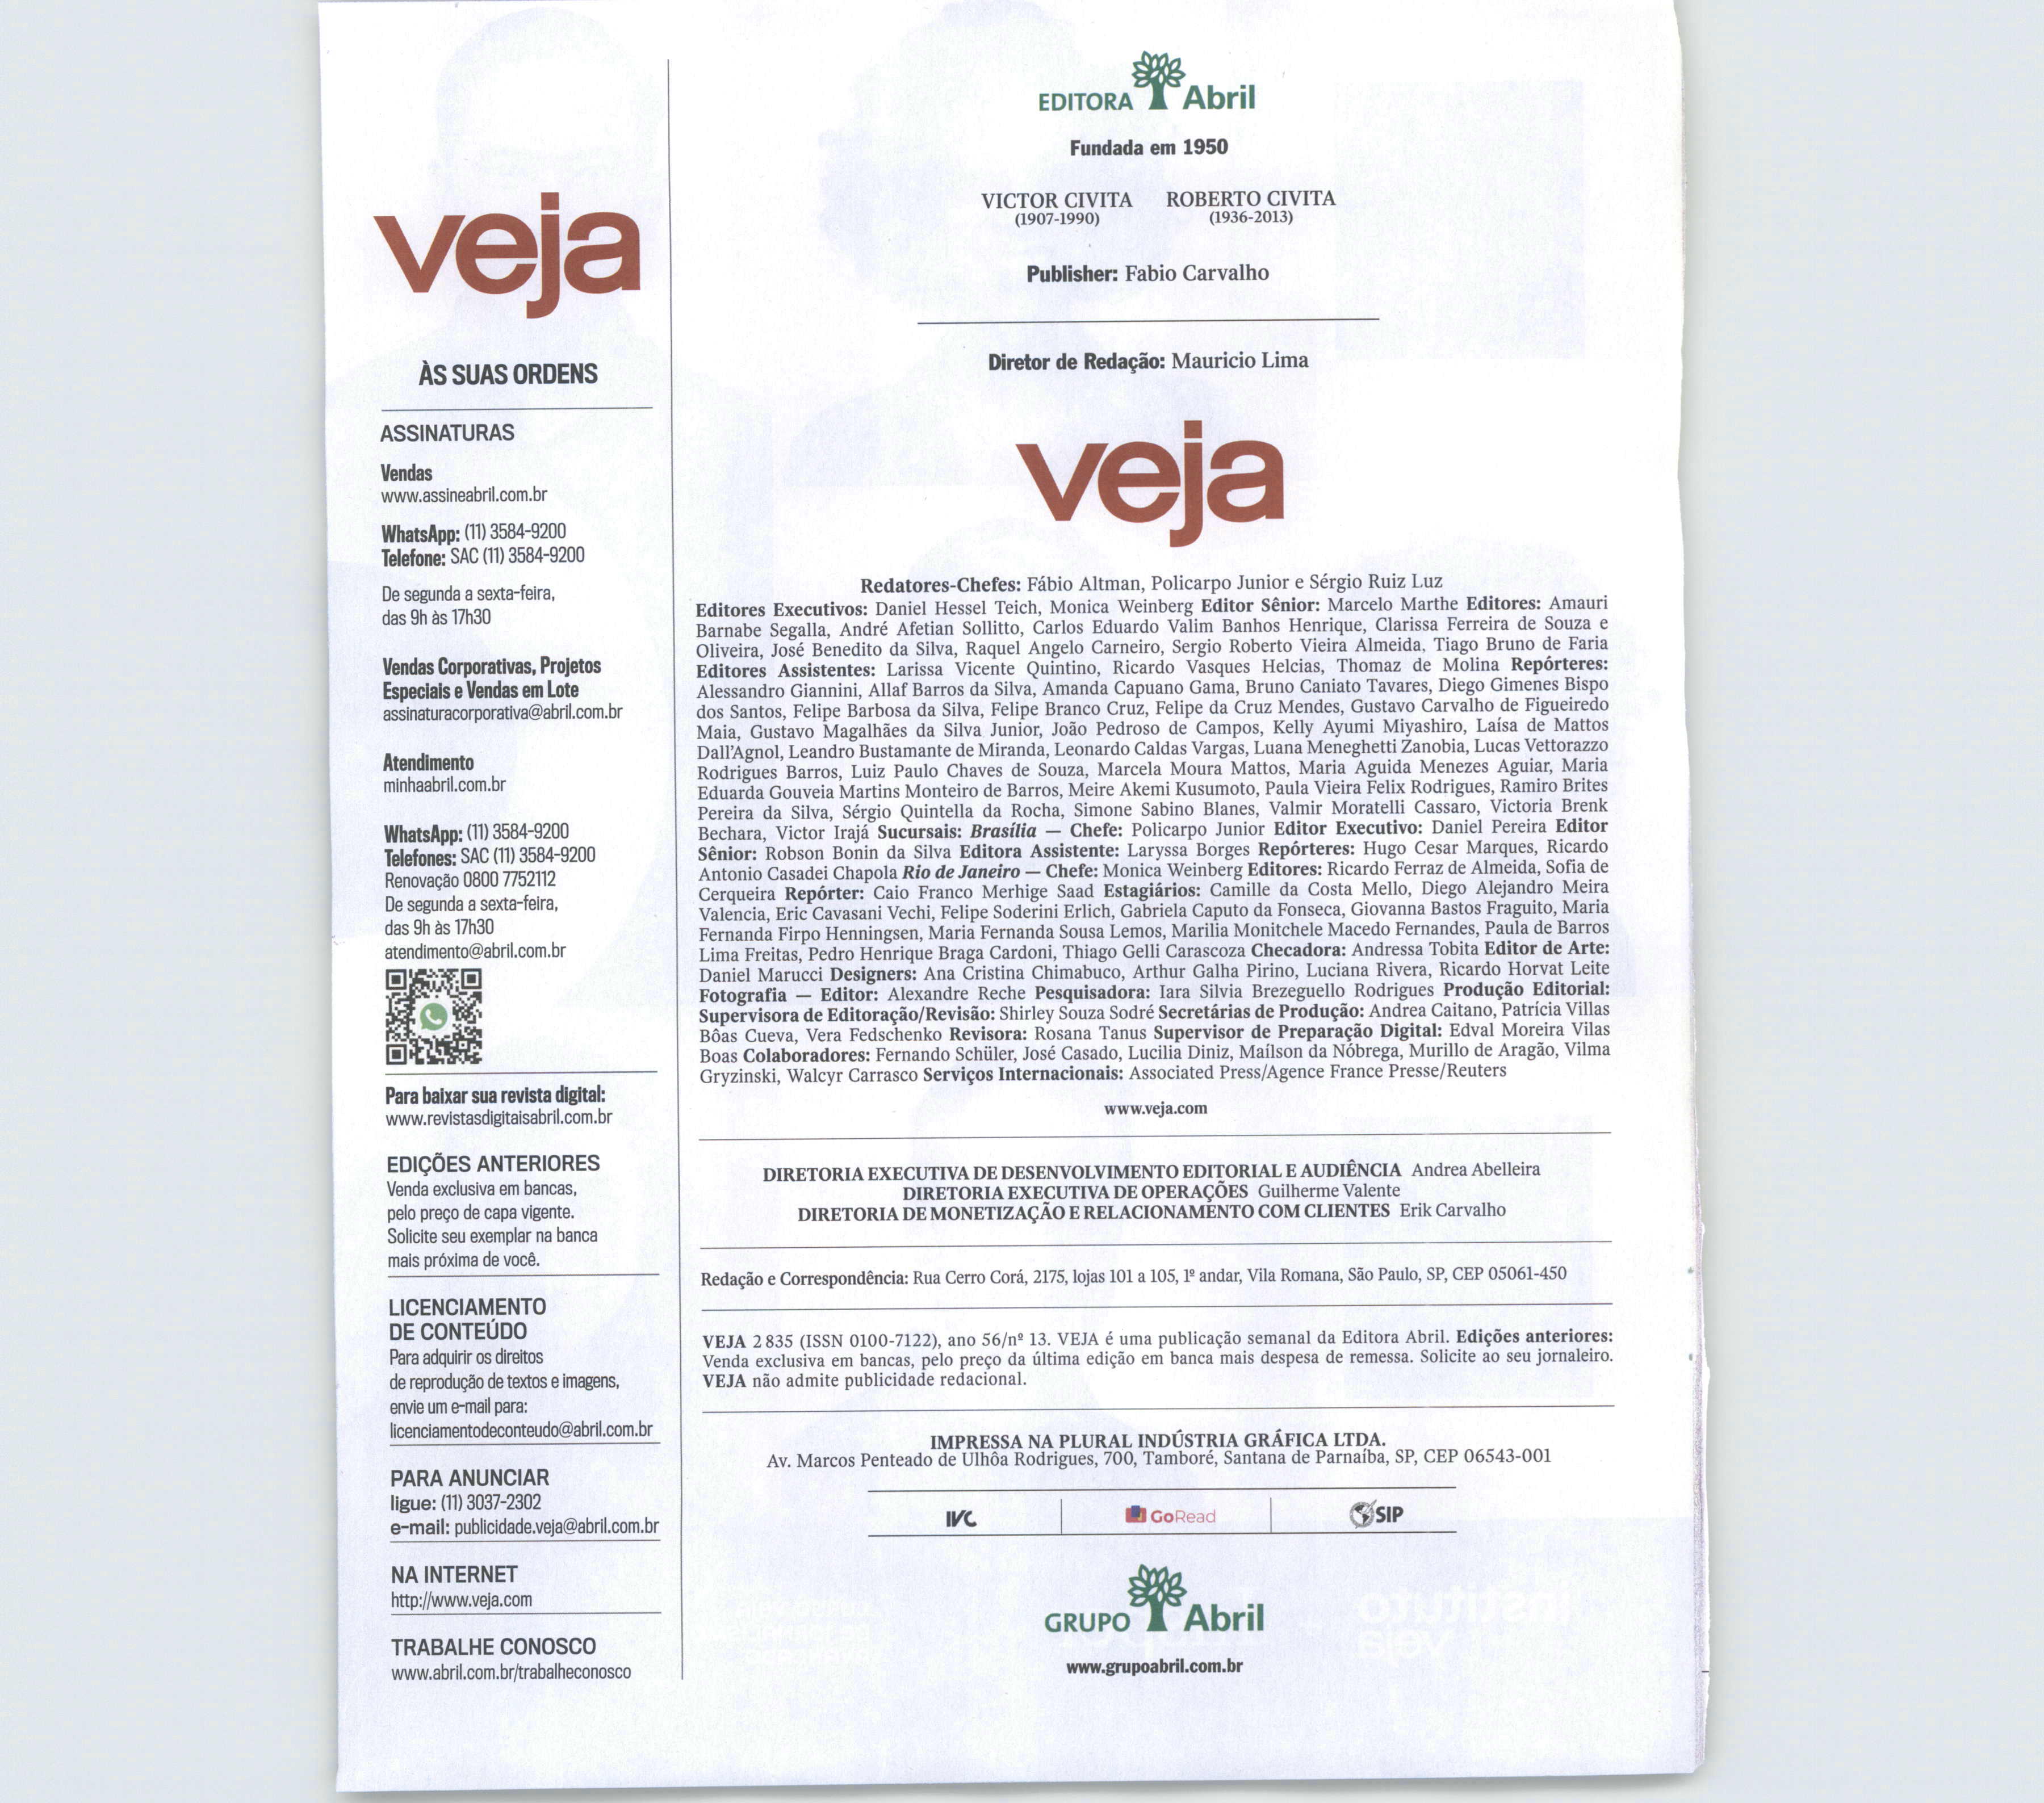 veja
ÀS SUAS ORDENS
ASSINATURAS
Vendas
www.assineabril.com.br
WhatsApp: (11) 3584-9200
Telefone: SAC (11) 3584-9200
De segunda a sexta-feira,
das 9h às 17h30
Vendas Corporativas, Projetos
Especiais e Vendas em Lote
assinaturacorporativa@abril.com.br
Atendimento
minhaabril.com.br
WhatsApp: (11) 3584-9200
Telefones: SAC (11) 3584-9200
Renovação 0800 7752112
De segunda a sexta-feira,
das 9h às 17h30
atendimento@abril.com.br
Para baixar sua revista digital:
www.revistasdigitaisabril.com.br
EDIÇÕES ANTERIORES
Venda exclusiva em bancas,
pelo preço de capa vigente.
Solicite seu exemplar na banca
mais próxima de você.
LICENCIAMENTO
DE CONTEÚDO
Para adquirir os direitos
de reprodução de textos e imagens,
envie um e-mail para:
licenciamentodeconteudo@abril.com.br
PARA ANUNCIAR
ligue: (11) 3037-2302
e-mail: publicidade.veja@abril.com.br
NA INTERNET
http://www.veja.com
TRABALHE CONOSCO
www.abril.com.br/trabalheconosco
EDITORA Abril
Fundada em 1950
VICTOR CIVITA ROBERTO CIVITA
(1907-1990) (1936-2013)
Publisher: Fabio Carvalho
Diretor de Redação: Mauricio Lima
veja
Redatores-Chefes: Fábio Altman, Policarpo Junior e Sérgio Ruiz Luz
Editores Executivos: Daniel Hessel Teich, Monica Weinberg Editor Sênior: Marcelo Marthe Editores: Amauri
Barnabe Segalla, André Afetian Sollitto, Carlos Eduardo Valim Banhos Henrique, Clarissa Ferreira de Souza e
Oliveira, José Benedito da Silva, Raquel Angelo Carneiro, Sergio Roberto Vieira Almeida, Tiago Bruno de Faria
Editores Assistentes: Larissa Vicente Quintino, Ricardo Vasques Helcias, Thomaz de Molina Repórteres:
Alessandro Giannini, Allaf Barros da Silva, Amanda Capuano Gama, Bruno Caniato Tavares, Diego Gimenes Bispo
dos Santos, Felipe Barbosa da Silva, Felipe Branco Cruz, Felipe da Cruz Mendes, Gustavo Carvalho de Figueiredo
Maia, Gustavo Magalhães da Silva Junior, João Pedroso de Campos, Kelly Ayumi Miyashiro, Laísa de Mattos
Dall'Agnol, Leandro Bustamante de Miranda, Leonardo Caldas Vargas, Luana Meneghetti Zanobia, Lucas Vettorazzo
Rodrigues Barros, Luiz Paulo Chaves de Souza, Marcela Moura Mattos, Maria Aguida Menezes Aguiar, Maria
Eduarda Gouveia Martins Monteiro de Barros, Meire Akemi Kusumoto, Paula Vieira Felix Rodrigues, Ramiro Brites
Pereira da Silva, Sérgio Quintella da Rocha, Simone Sabino Blanes, Valmir Moratelli Cassaro, Victoria Brenk
Bechara, Victor Irajá Sucursais: Brasília — Chefe: Policarpo Junior Editor Executivo: Daniel Pereira Editor
Sênior: Robson Bonin da Silva Editora Assistente: Laryssa Borges Repórteres: Hugo Cesar Marques, Ricardo
Antonio Casadei Chapola Rio de Janeiro — Chefe: Monica Weinberg Editores: Ricardo Ferraz de Almeida, Sofia de
Cerqueira Repórter: Caio Franco Merhige Saad Estagiários: Camille da Costa Mello, Diego Alejandro Meira
Valencia, Eric Cavasani Vechi, Felipe Soderini Erlich, Gabriela Caputo da Fonseca, Giovanna Bastos Fraguito, Maria
Fernanda Firpo Henningsen, Maria Fernanda Sousa Lemos, Marilia Monitchele Macedo Fernandes, Paula de Barros
Lima Freitas, Pedro Henrique Braga Cardoni, Thiago Gelli Carascoza Checadora: Andressa Tobita Editor de Arte:
Daniel Marucci Designers: Ana Cristina Chimabuco, Arthur Galha Pirino, Luciana Rivera, Ricardo Horvat Leite
Fotografia — Editor: Alexandre Reche Pesquisadora: Iara Silvia Brezeguello Rodrigues Produção Editorial:
Supervisora de Editoração/Revisão: Shirley Souza Sodré Secretárias de Produção: Andrea Caitano, Patrícia Villas
Bôas Cueva, Vera Fedschenko Revisora: Rosana Tanus Supervisor de Preparação Digital: Edval Moreira Vilas
Boas Colaboradores: Fernando Schüler, José Casado, Lucilia Diniz, Maílson da Nóbrega, Murillo de Aragão, Vilma
Gryzinski, Walcyr Carrasco Serviços Internacionais: Associated Press/Agence France Presse/Reuters
www.veja.com
DIRETORIA EXECUTIVA DE DESENVOLVIMENTO EDITORIAL E AUDIÊNCIA Andrea Abelleira
DIRETORIA EXECUTIVA DE OPERAÇÕES Guilherme Valente
DIRETORIA DE MONETIZAÇÃO E RELACIONAMENTO COM CLIENTES Erik Carvalho
Redação e Correspondência: Rua Cerro Corá, 2175, lojas 101 a 105, 1º andar, Vila Romana, São Paulo, SP, CEP 05061-450
VEJA 2 835 (ISSN 0100-7122), ano 56/nº 13. VEJA é uma publicação semanal da Editora Abril. Edições anteriores:
Venda exclusiva em bancas, pelo preço da última edição em banca mais despesa de remessa. Solicite ao seu jornaleiro.
VEJA não admite publicidade redacional.
IMPRESSA NA PLURAL INDÚSTRIA GRÁFICA LTDA.
Av. Marcos Penteado de Ulhôa Rodrigues, 700, Tamboré, Santana de Parnaíba, SP, CEP 06543-001
IVC GoRead SIP
GRUPO Abril
www.grupoabril.com.br